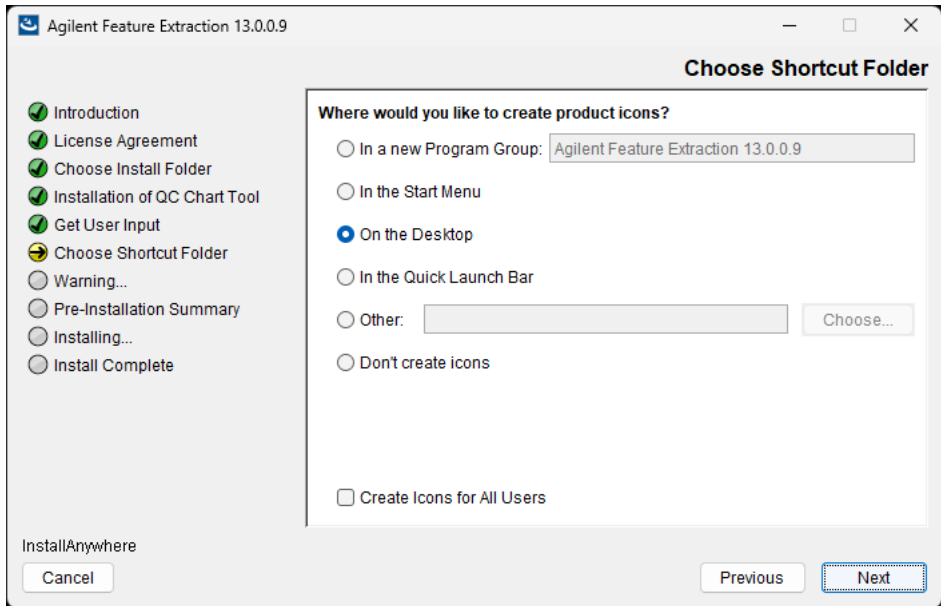 Agilent Feature Extraction 13.0.0.9
Choose Shortcut Folder
Introduction
License Agreement
Choose Install Folder
Installation of QC Chart Tool
Get User Input
Choose Shortcut Folder
Warning...
Pre-Installation Summary
Installing...
Install Complete
Where would you like to create product icons?
In a new Program Group: Agilent Feature Extraction 13.0.0.9
In the Start Menu
On the Desktop
In the Quick Launch Bar
Other: Choose...
Don't create icons
Create Icons for All Users
InstallAnywhere
Cancel Previous Next